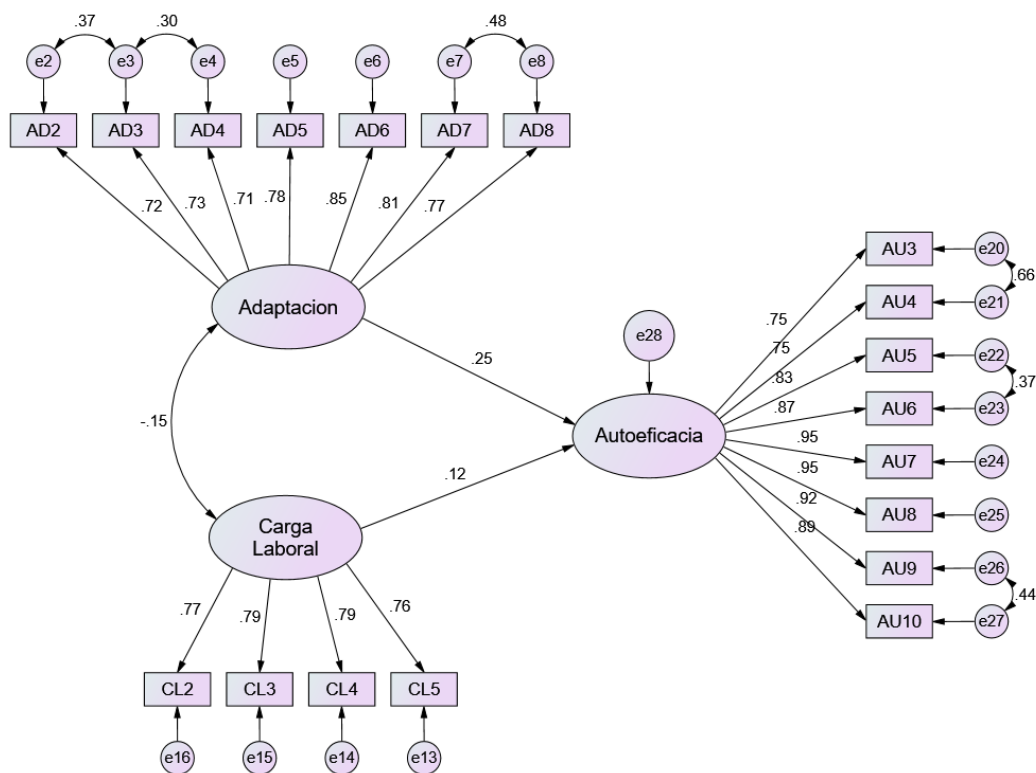 .37
.30
.48
e2
e3
e4
e5
e6
e7
e8
AD2
AD3
AD4
AD5
AD6
AD7
AD8
.72
.73
.71
.78
.85
.81
.77
Adaptacion
-.15
.25
.12
Carga
Laboral
.77
.79
.79
.76
CL2
CL3
CL4
CL5
e16
e15
e14
e13
e28
Autoeficacia
.75
.75
.83
.87
.95
.95
.92
.89
AU3
AU4
AU5
AU6
AU7
AU8
AU9
AU10
e20
e21
e22
e23
e24
e25
e26
e27
.66
.37
.44